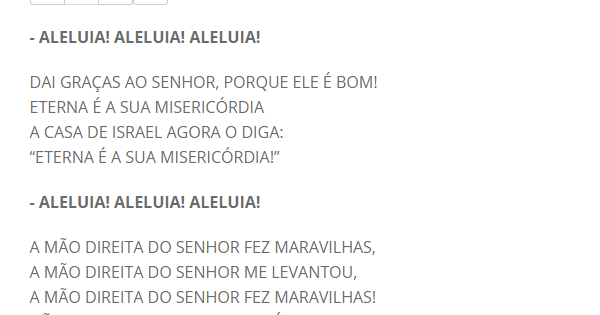 - ALELUIA! ALELUIA! ALELUIA!
DAI GRAÇAS AO SENHOR, PORQUE ELE É BOM!
ETERNA É A SUA MISERICÓRDIA
A CASA DE ISRAEL AGORA O DIGA:
“ETERNA É A SUA MISERICÓRDIA!”
- ALELUIA! ALELUIA! ALELUIA!
A MÃO DIREITA DO SENHOR FEZ MARAVILHAS,
A MÃO DIREITA DO SENHOR ME LEVANTOU,
A MÃO DIREITA DO SENHOR FEZ MARAVILHAS!